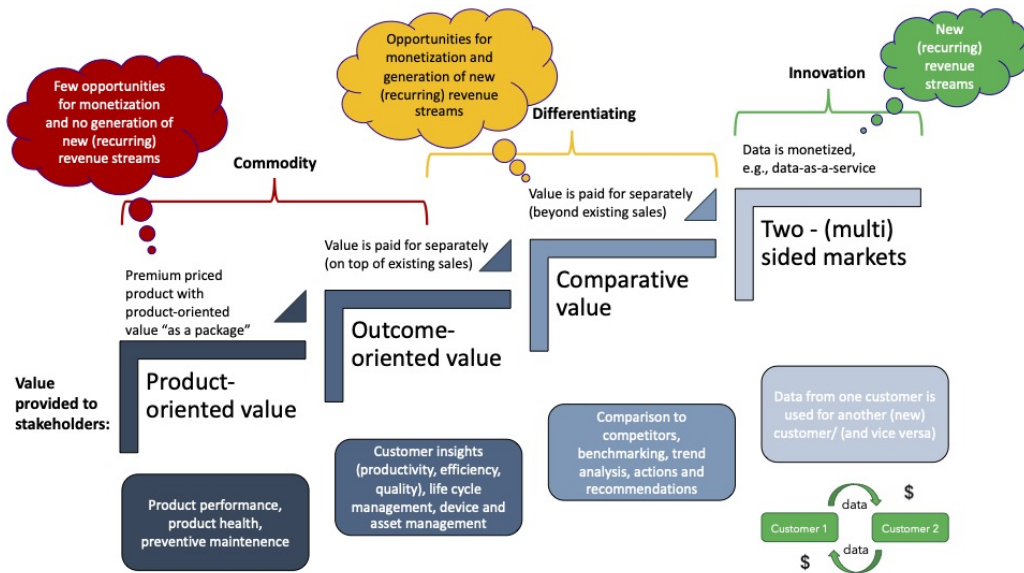 Few opportunities
for monetization
and no generation of
new (recurring)
revenue streams
Opportunities for
monetization and
generation of new
(recurring) revenue
streams
New
(recurring)
revenue
streams
Commodity
Differentiating
Innovation
Premium priced
product with
product-oriented
value “as a package”
Value is paid for separately
(on top of existing sales)
Value is paid for separately
(beyond existing sales)
Data is monetized,
e.g., data-as-a-service
Value
provided to
stakeholders:
Product-
oriented value
Outcome-
oriented value
Comparative
value
Two - (multi)
sided markets
Product performance,
product health,
preventive maintenence
Customer insights
(productivity, efficiency,
quality), life cycle
management, device and
asset management
Comparison to
competitors,
benchmarking, trend
analysis, actions and
recommendations
Data from one customer is
used for another (new)
customer/ (and vice versa)
data
$
Customer 1
Customer 2
data
$